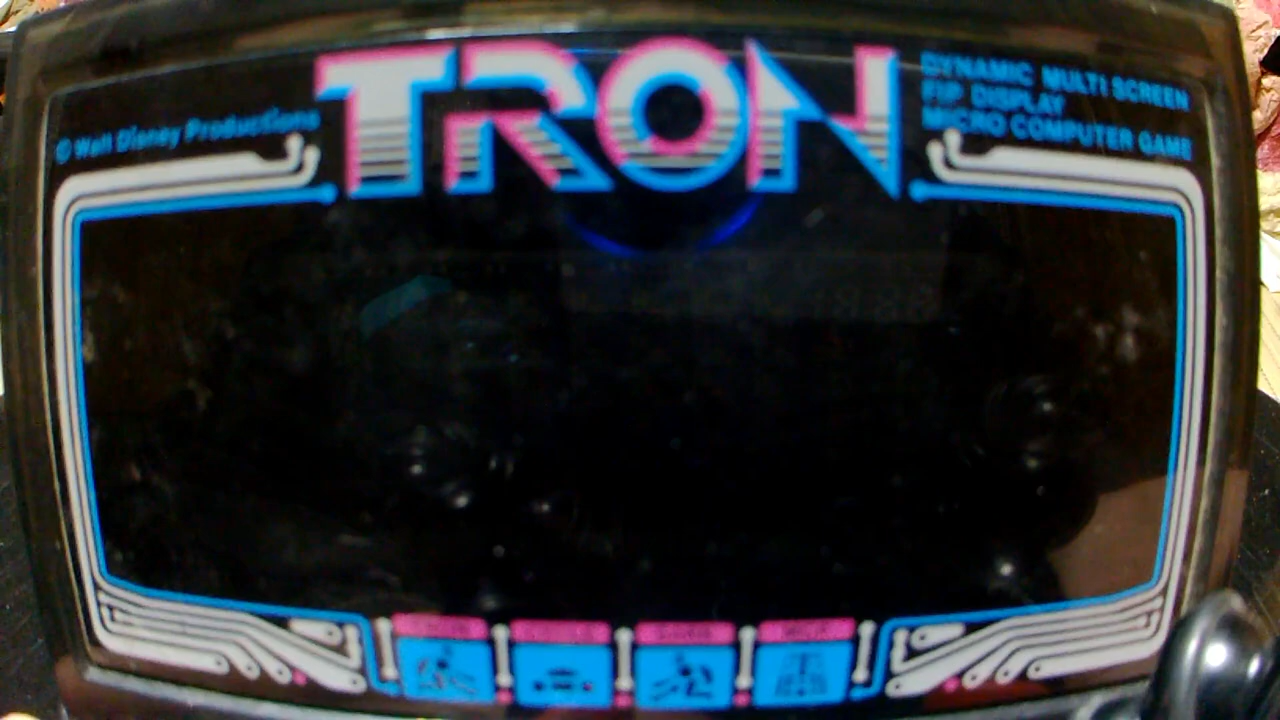 TRON
© Walt Disney Productions
DYNAMIC MULTI SCREEN
FIP DISPLAY
MICRO COMPUTER GAME